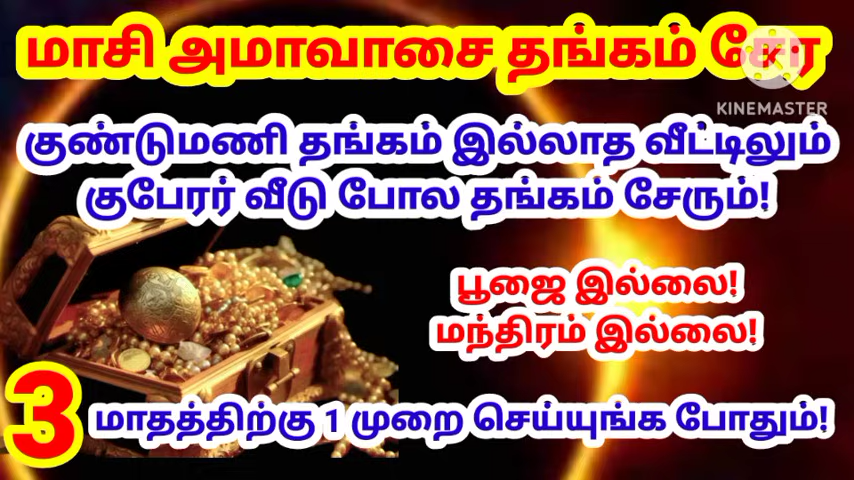 மாசி அமாவாசை தங்கம் சேர
KINEMASTER
குண்டுமணி தங்கம் இல்லாத வீட்டிலும்
குபேரர் வீடு போல தங்கம் சேரும்!
பூஜை இல்லை!
மந்திரம் இல்லை!
3 மாதத்திற்கு 1 முறை செய்யுங்க போதும்!